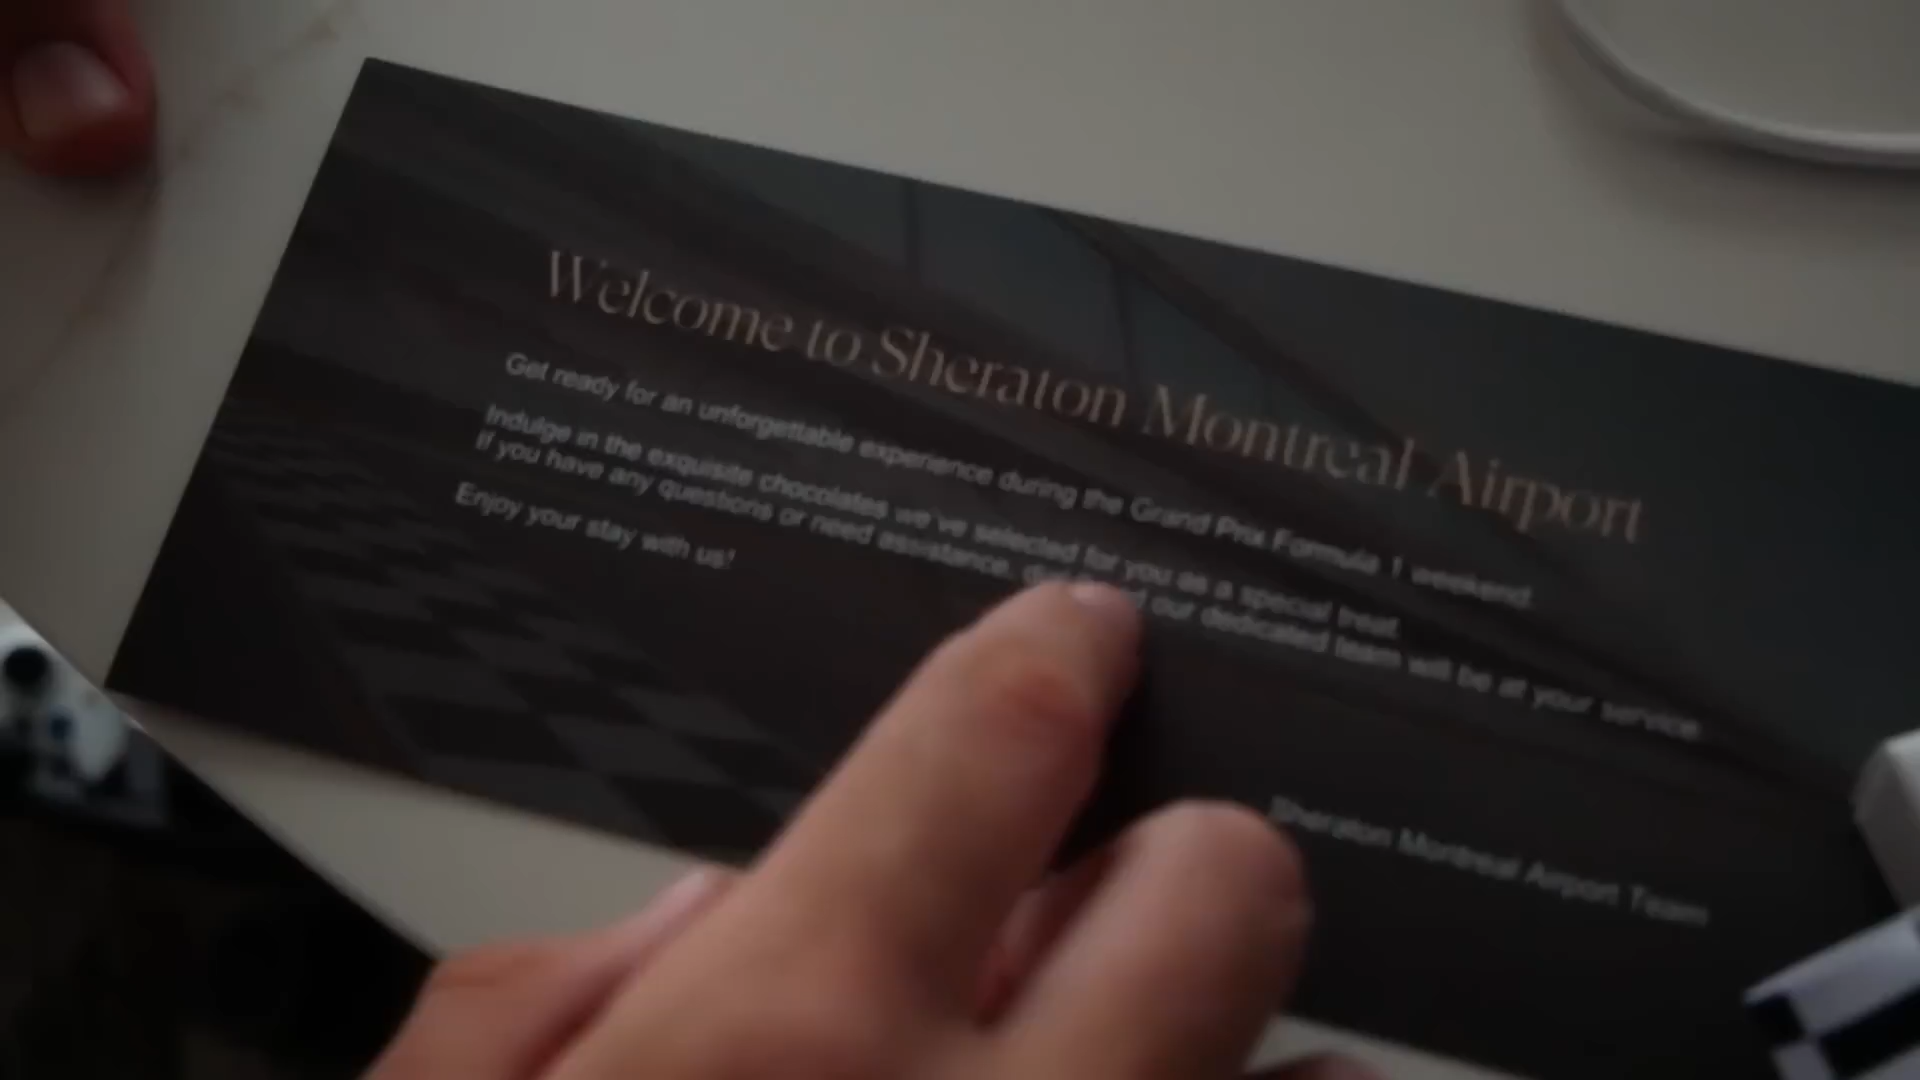 Welcome to Sheraton Montreal Airport
Get ready for an unforgettable experience during the Grand Prix Formula 1 weekend.
Indulge in the exquisite chocolates we've selected for you as a special treat.
If you have any questions or need assistance, our dedicated team will be at your service.
Enjoy your stay with us!
Sheraton Montreal Airport Team